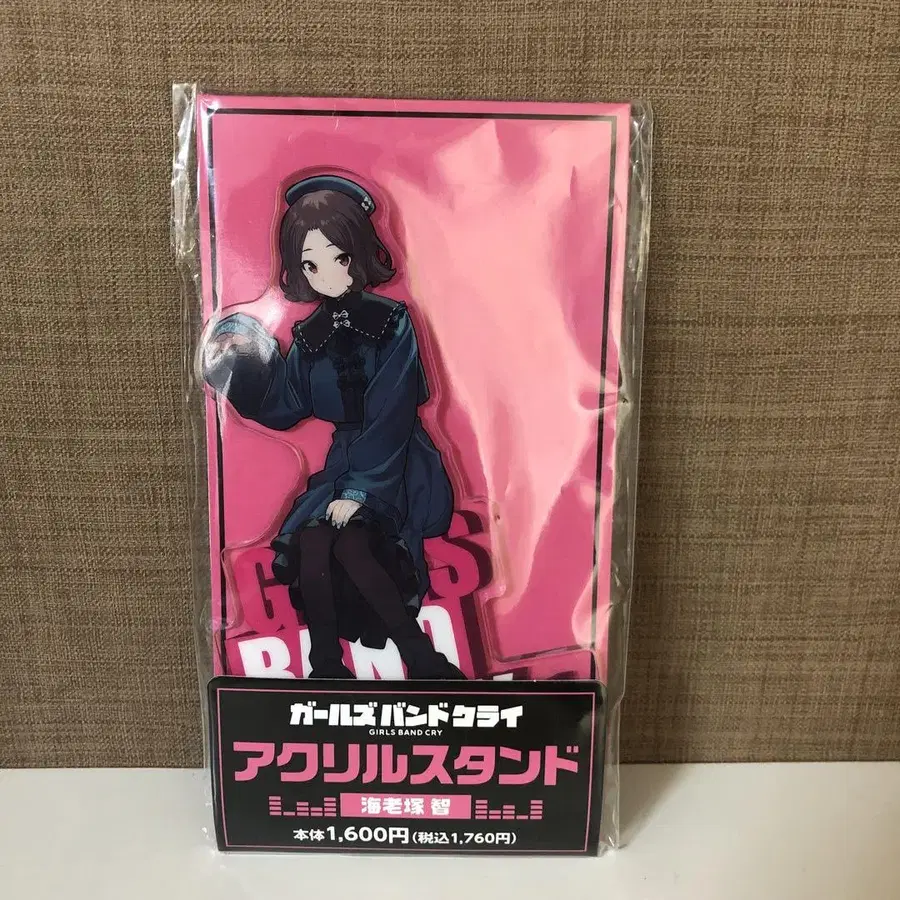 GIRLS
BAND
ガールズバンドクライ
GIRLS BAND CRY
アクリルスタンド
海老塚 智
本体1,600円(税込1,760円)